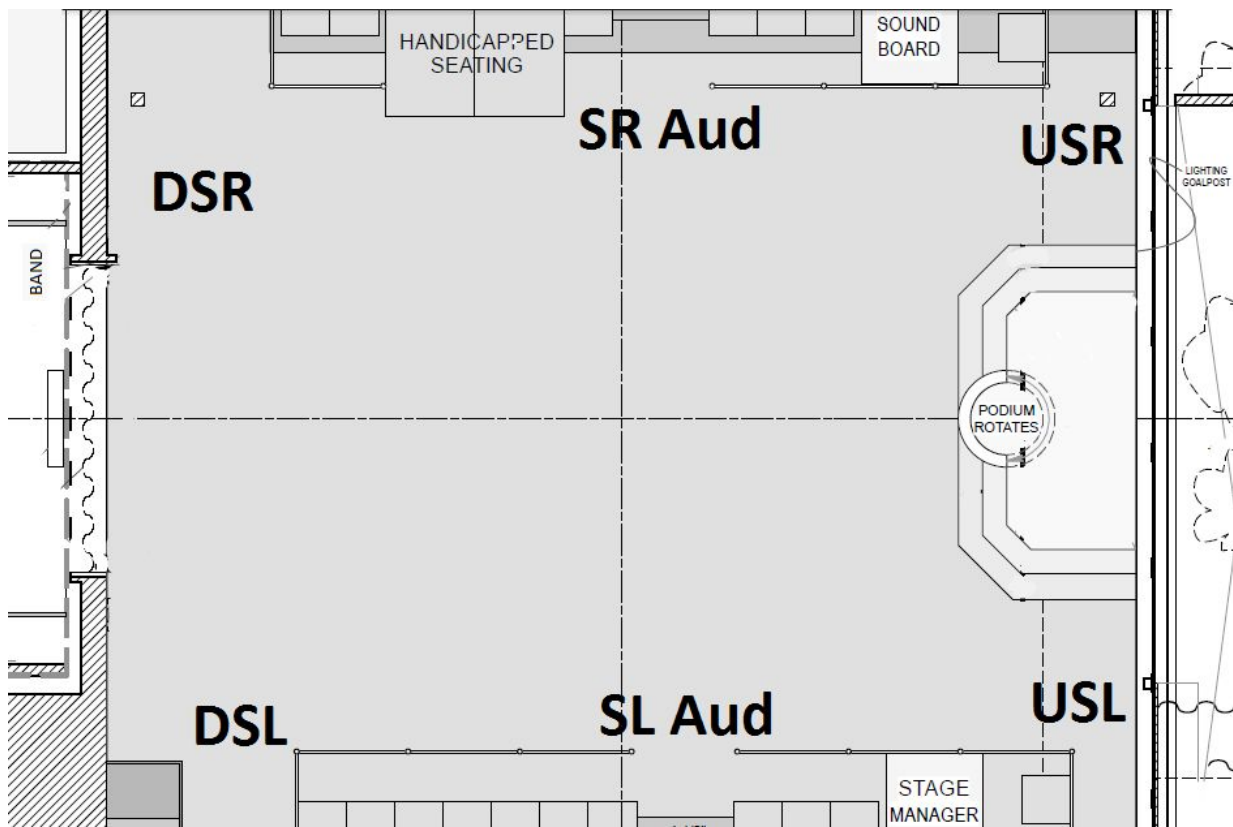 SOUND
BOARD
HANDICAPPED
SEATING
SR Aud
USR
LIGHTING
GOALPOST
DSR
BAND
PODIUM
ROTATES
DSL
SL Aud
USL
STAGE
MANAGER